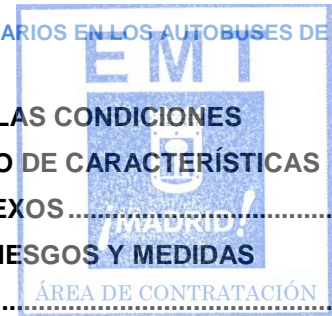 ARIOS EN LOS AUTOBUSES DE
EMT
LAS CONDICIONES
O DE CARACTERÍSTICAS
EXOS ........................
¡MADRID!
IESGOS Y MEDIDAS
ÁREA DE CONTRATACIÓN
........................